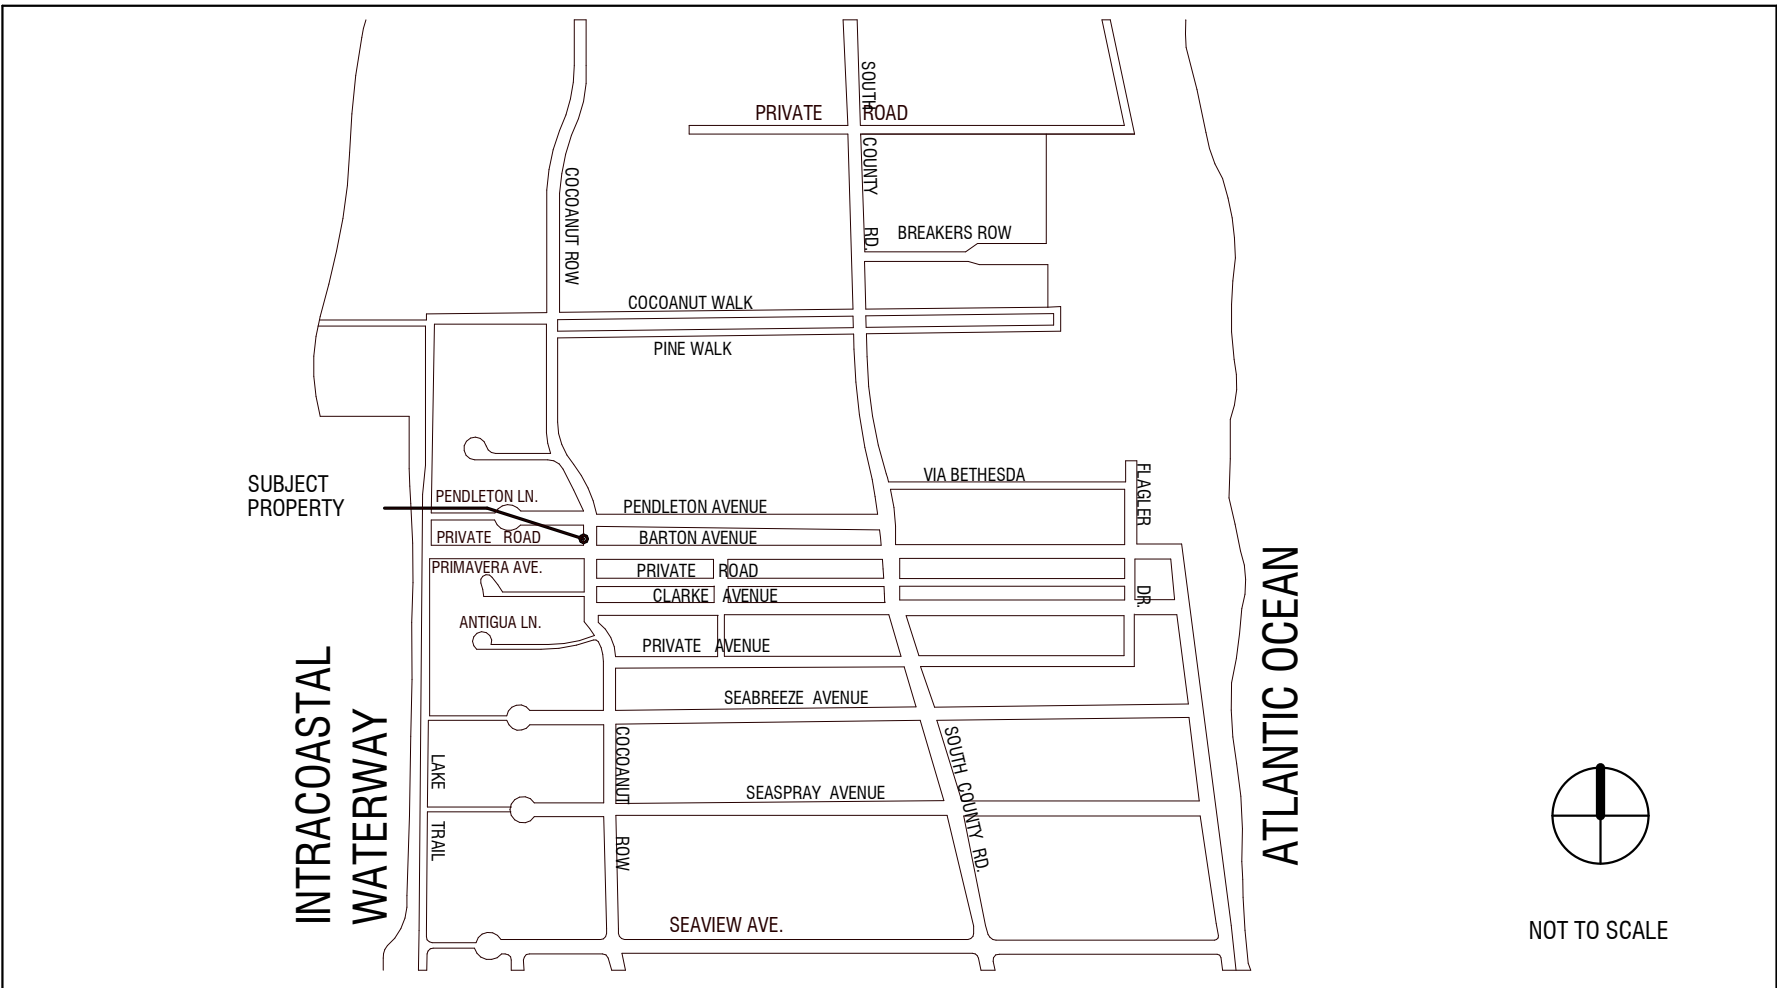 SOUTH COUNTY RD.
PRIVATE ROAD
COCOANUT ROW
BREAKERS ROW
COCOANUT WALK
PINE WALK
SUBJECT
PROPERTY
VIA BETHESDA
FLAGLER DR.
PENDLETON LN.
PENDLETON AVENUE
PRIVATE ROAD
BARTON AVENUE
PRIMAVERA AVE.
PRIVATE ROAD
CLARKE AVENUE
ANTIGUA LN.
PRIVATE AVENUE
SEABREEZE AVENUE
INTRACOASTAL
WATERWAY
LAKE TRAIL
COCOANUT ROW
SOUTH COUNTY RD.
SEASPRAY AVENUE
ATLANTIC OCEAN
SEAVIEW AVE.
NOT TO SCALE